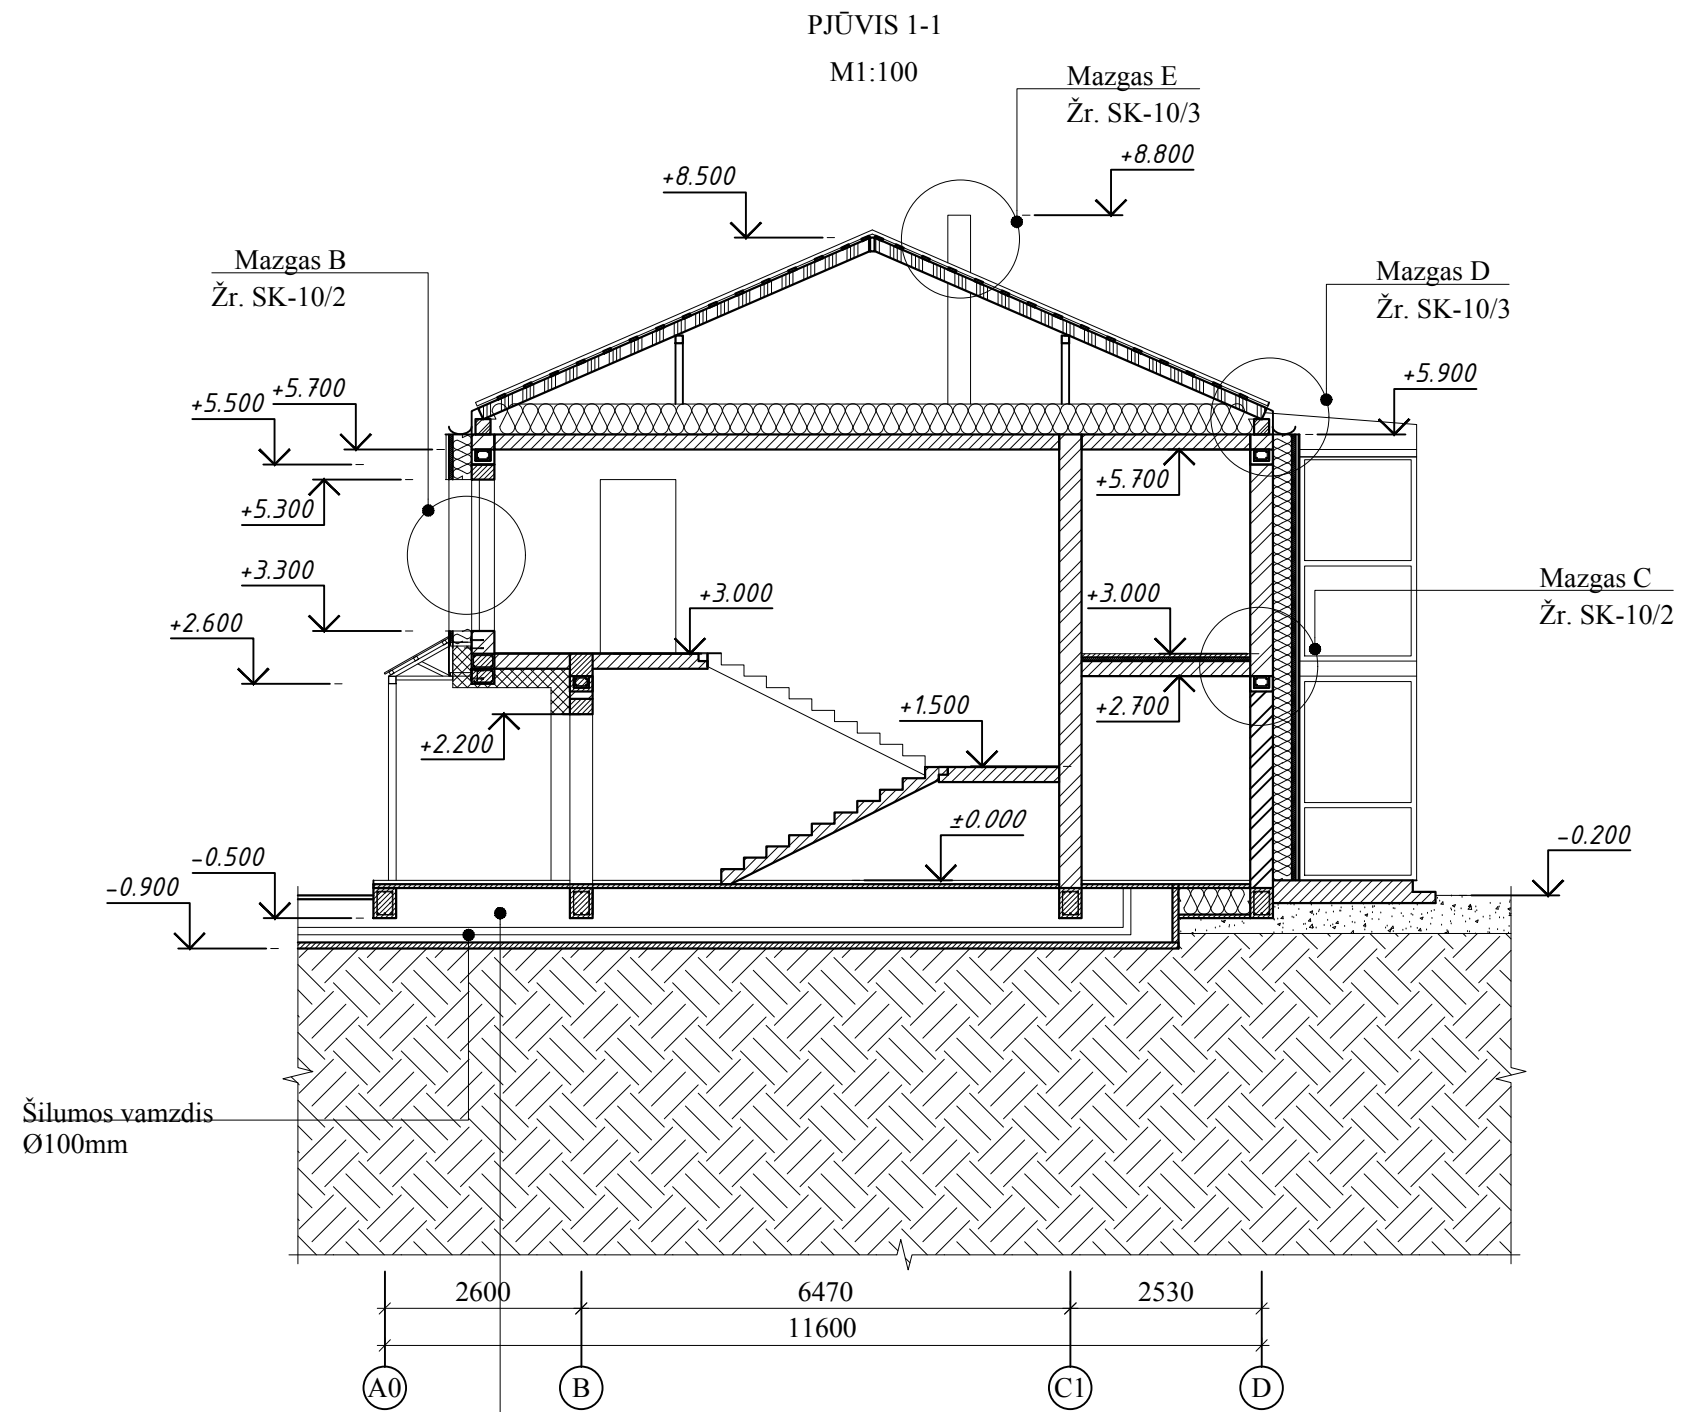 PJŪVIS 1-1
M1:100
Mazgas E
Žr. SK-10/3
+8.800
+8.500
Mazgas B
Žr. SK-10/2
Mazgas D
Žr. SK-10/3
+5.700
+5.500
+5.900
+5.300
+5.700
+3.300
+3.000
+3.000
Mazgas C
Žr. SK-10/2
+2.600
+1.500
+2.700
+2.200
±0.000
-0.500
-0.200
-0.900
Šilumos vamzdis
Ø100mm
2600
6470
2530
11600
A0
B
C1
D